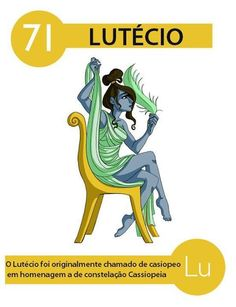 71
LUTÉCIO
O Lutécio foi originalmente chamado de casiopeo
em homenagem a de constelação Cassiopeia
Lu